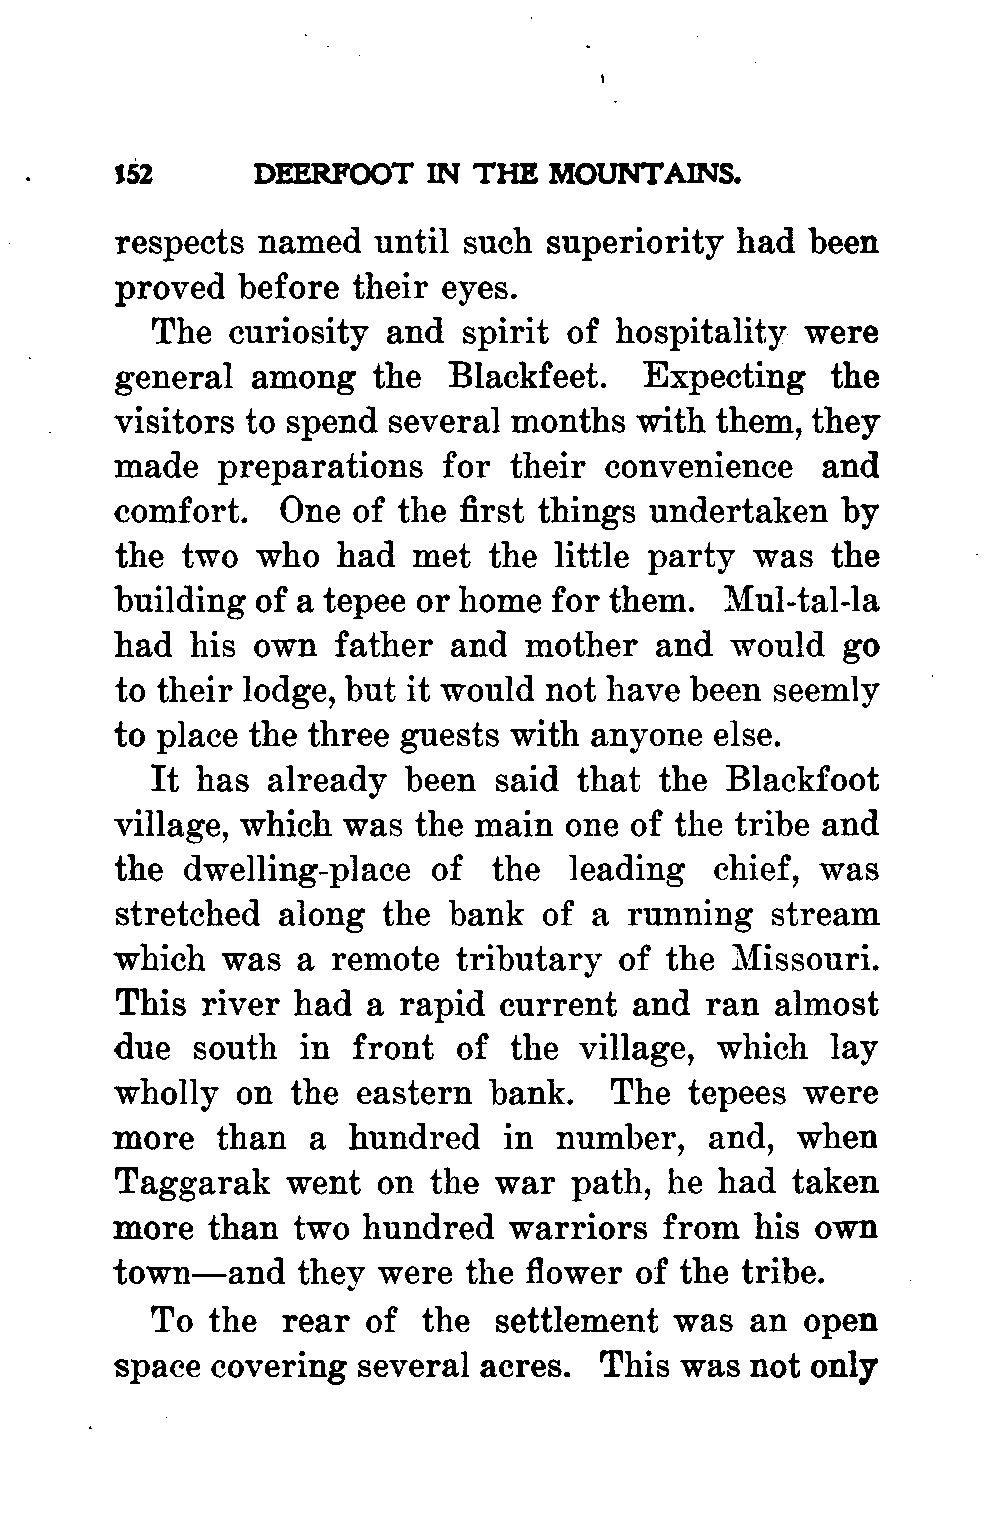 152 DEERFOOT IN THE MOUNTAINS.
respects named until such superiority had been
proved before their eyes.
The curiosity and spirit of hospitality were
general among the Blackfeet. Expecting the
visitors to spend several months with them, they
made preparations for their convenience and
comfort. One of the first things undertaken by
the two who had met the little party was the
building of a tepee or home for them. Mul-tal-la
had his own father and mother and would go
to their lodge, but it would not have been seemly
to place the three guests with anyone else.
It has already been said that the Blackfoot
village, which was the main one of the tribe and
the dwelling-place of the leading chief, was
stretched along the bank of a running stream
which was a remote tributary of the Missouri.
This river had a rapid current and ran almost
due south in front of the village, which lay
wholly on the eastern bank. The tepees were
more than a hundred in number, and, when
Taggarak went on the war path, he had taken
more than two hundred warriors from his own
town—and they were the flower of the tribe.
To the rear of the settlement was an open
space covering several acres. This was not only